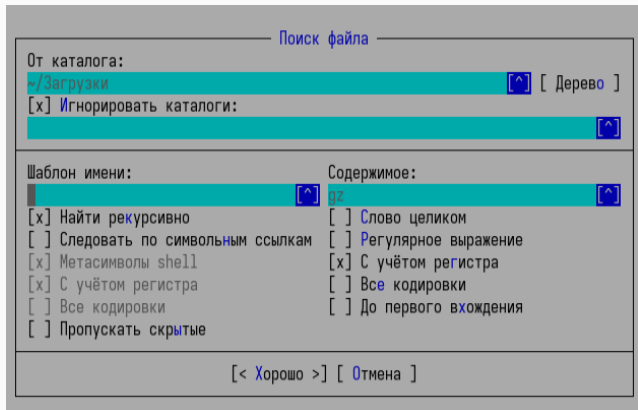 Поиск файла
От каталога:
~/Загрузки [^] [ Дерево ]
[x] Игнорировать каталоги:
[^]
Шаблон имени: Содержимое:
[^] gz [^]
[x] Найти рекурсивно [ ] Слово целиком
[ ] Следовать по символьным ссылкам [ ] Регулярное выражение
[x] Метасимволы shell [x] С учётом регистра
[x] С учётом регистра [ ] Все кодировки
[ ] Все кодировки [ ] До первого вхождения
[ ] Пропускать скрытые
[< Хорошо >] [ Отмена ]